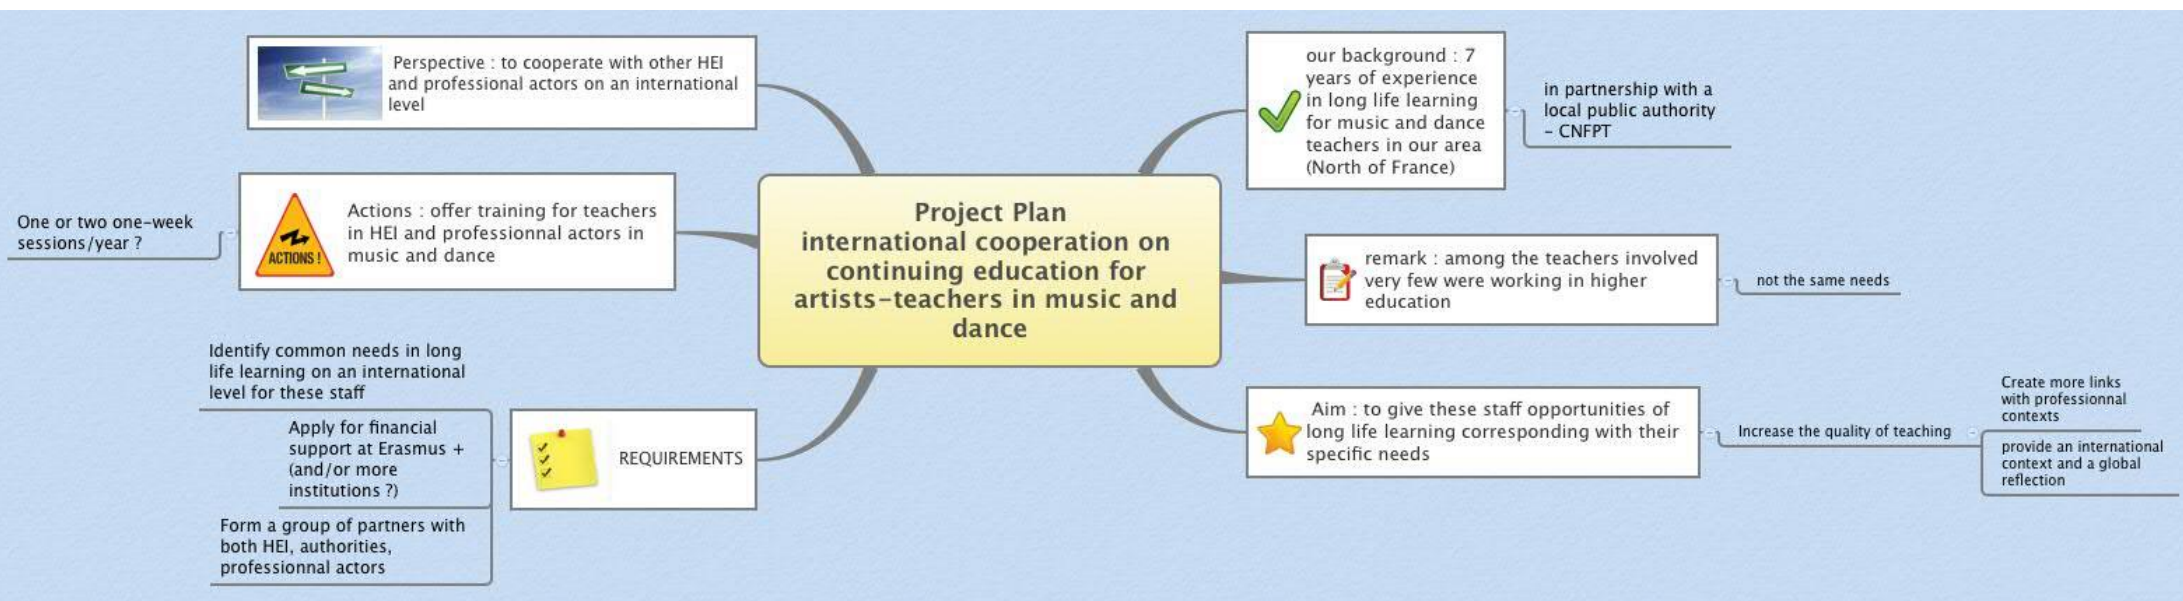 Perspective : to cooperate with other HEI
and professional actors on an international
level
ACTIONS !
Actions : offer training for teachers
in HEI and professionnal actors in
music and dance
One or two one-week
sessions/year ?
REQUIREMENTS
Identify common needs in long
life learning on an international
level for these staff
Apply for financial
support at Erasmus +
(and/or more
institutions ?)
Form a group of partners with
both HEI, authorities,
professionnal actors
Project Plan
international cooperation on
continuing education for
artists-teachers in music and
dance
our background : 7
years of experience
in long life learning
for music and dance
teachers in our area
(North of France)
in partnership with a
local public authority
- CNFPT
remark : among the teachers involved
very few were working in higher
education
not the same needs
Aim : to give these staff opportunities of
long life learning corresponding with their
specific needs
Increase the quality of teaching
Create more links
with professionnal
contexts
provide an international
context and a global
reflection